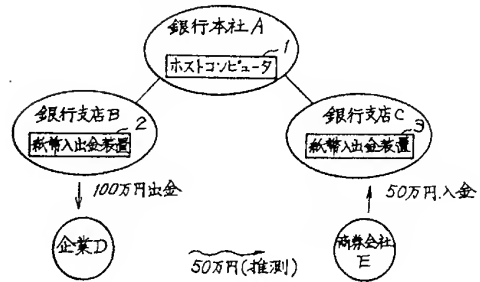 銀行本社A
1
ホストコンピュータ
銀行支店B
2
紙幣入出金装置
銀行支店C
3
紙幣入出金装置
100万円出金
50万円入金
企業D
50万円(推測)
商券会社
E